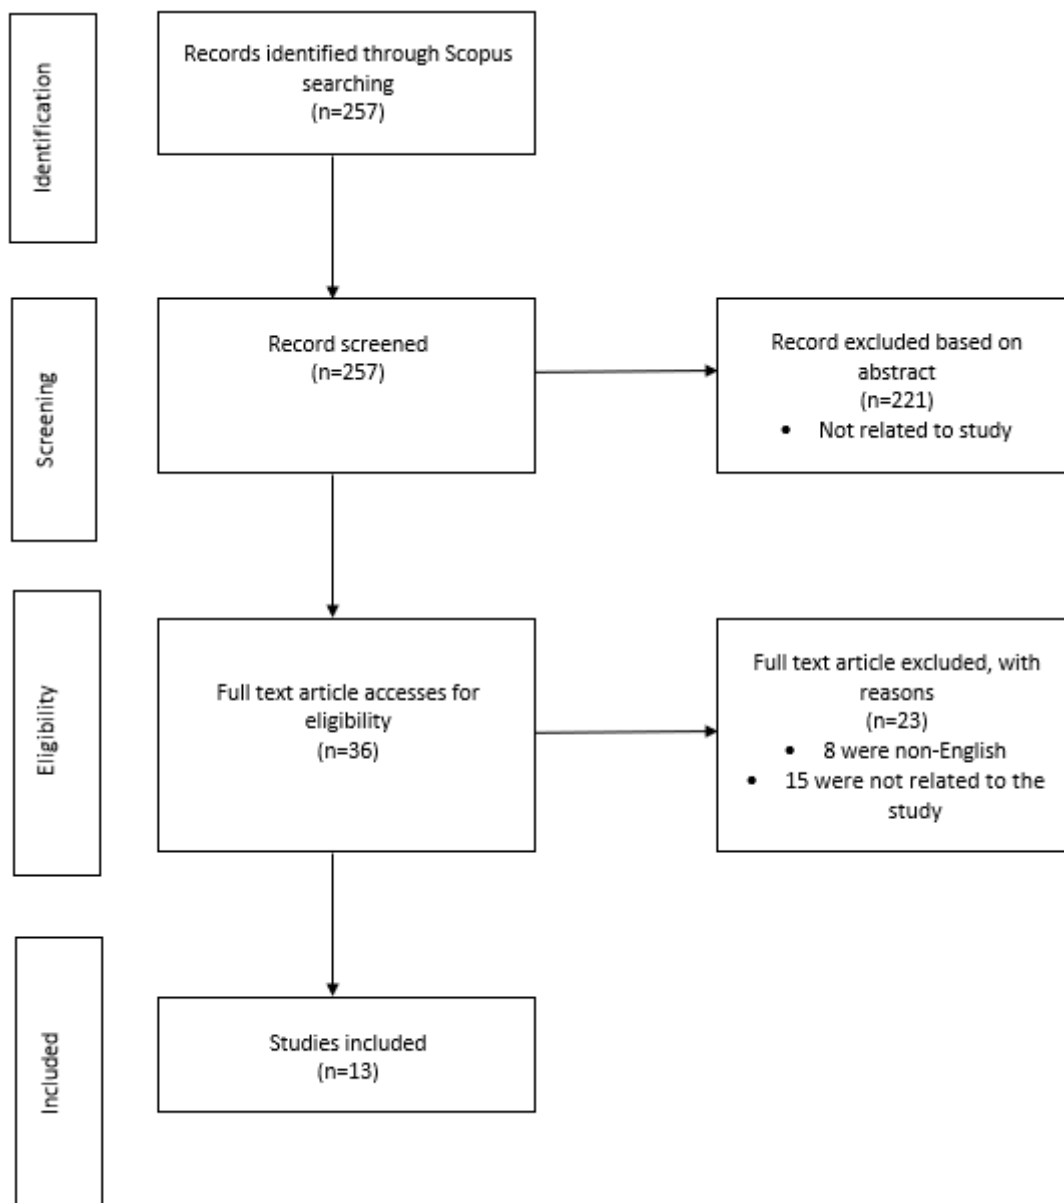 Identification
Records identified through Scopus
searching
(n=257)
Screening
Record screened
(n=257)
Record excluded based on
abstract
(n=221)
• Not related to study
Eligibility
Full text article accesses for
eligibility
(n=36)
Full text article excluded, with
reasons
(n=23)
• 8 were non-English
• 15 were not related to the
study
Included
Studies included
(n=13)